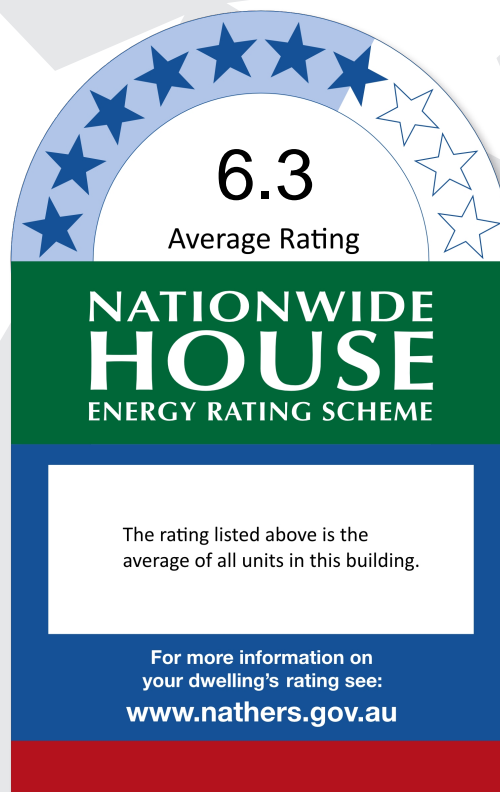 6.3
Average Rating
NATIONWIDE
HOUSE
ENERGY RATING SCHEME
The rating listed above is the
average of all units in this building.
For more information on
your dwelling's rating see:
www.nathers.gov.au